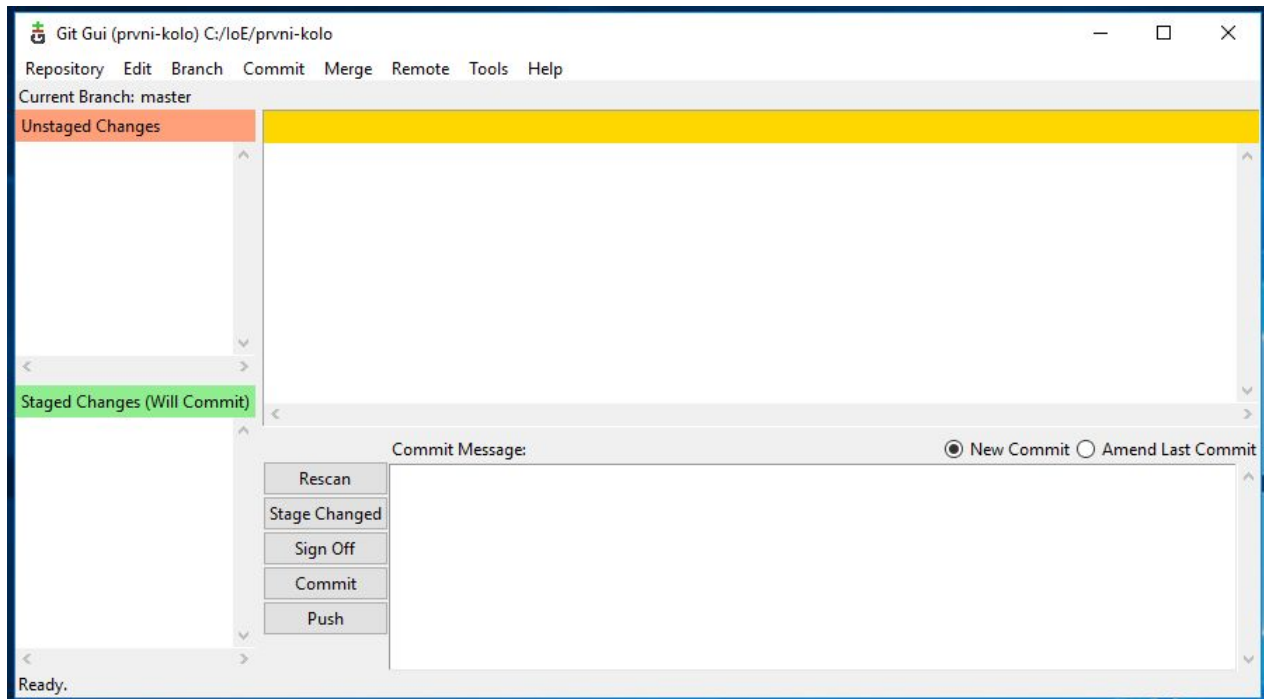 Git Gui (prvni-kolo) C:/IoE/prvni-kolo
Repository Edit Branch Commit Merge Remote Tools Help
Current Branch: master
Unstaged Changes
Staged Changes (Will Commit)
Commit Message:
New Commit Amend Last Commit
Rescan
Stage Changed
Sign Off
Commit
Push
Ready.